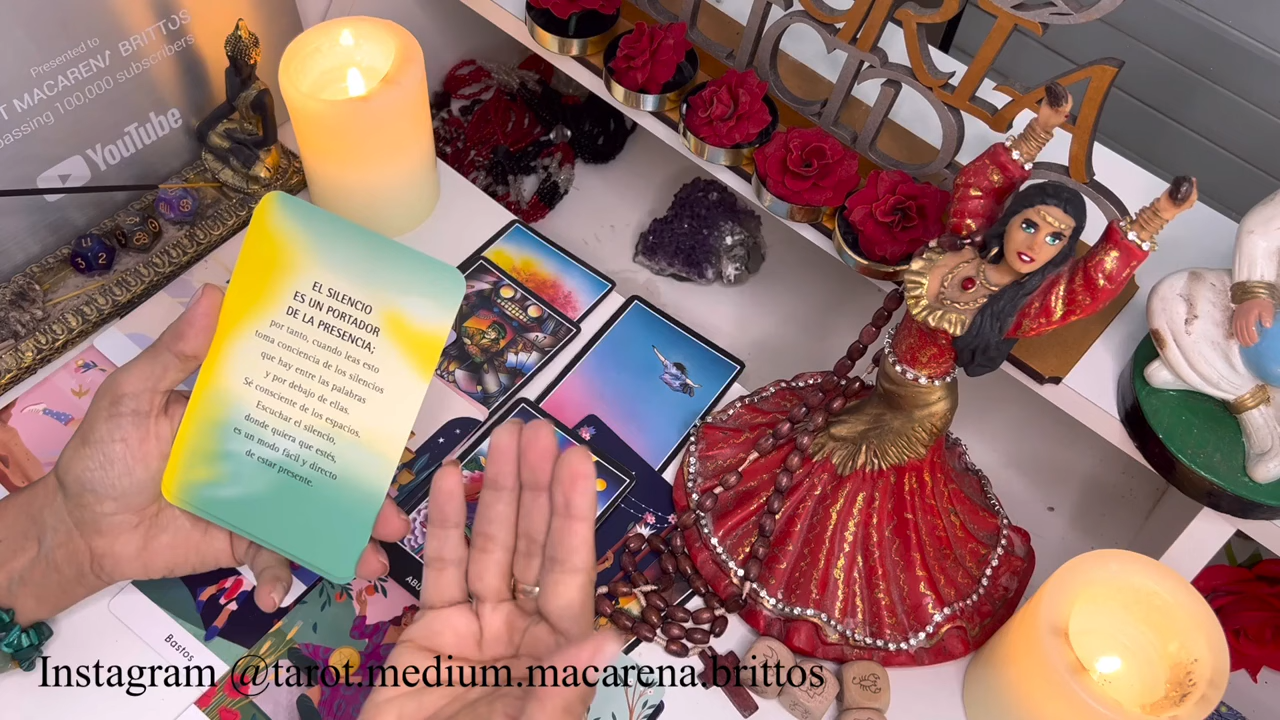 Presented to
T MACARENA BRITTOS
passing 100,000 subscribers
YouTube
EL SILENCIO
ES UN PORTADOR
DE LA PRESENCIA;
por tanto, cuando leas esto
toma conciencia de los silencios
que hay entre las palabras
y por debajo de ellas.
Sé consciente de los espacios.
Escuchar el silencio,
donde quiera que estés,
es un modo fácil y directo
de estar presente.
Bastos
Instagram @tarot.medium.macarena.brittos